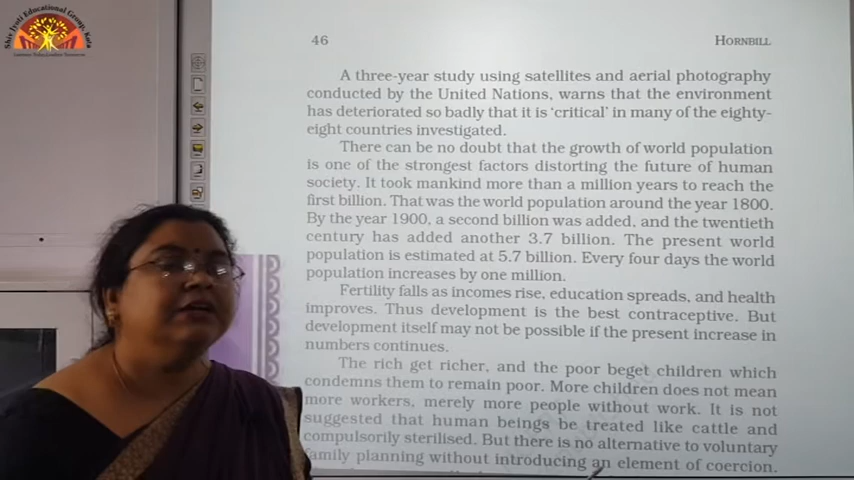 Shiv Jyoti Educational Group, Kota
46
HORNBILL
A three-year study using satellites and aerial photography
conducted by the United Nations, warns that the environment
has deteriorated so badly that it is ‘critical’ in many of the eighty-
eight countries investigated.
There can be no doubt that the growth of world population
is one of the strongest factors distorting the future of human
society. It took mankind more than a million years to reach the
first billion. That was the world population around the year 1800.
By the year 1900, a second billion was added, and the twentieth
century has added another 3.7 billion. The present world
population is estimated at 5.7 billion. Every four days the world
population increases by one million.
Fertility falls as incomes rise, education spreads, and health
improves. Thus development is the best contraceptive. But
development itself may not be possible if the present increase in
numbers continues.
The rich get richer, and the poor beget children which
condemns them to remain poor. More children does not mean
more workers, merely more people without work. It is not
suggested that human beings be treated like cattle and
compulsorily sterilised. But there is no alternative to voluntary
family planning without introducing an element of coercion.